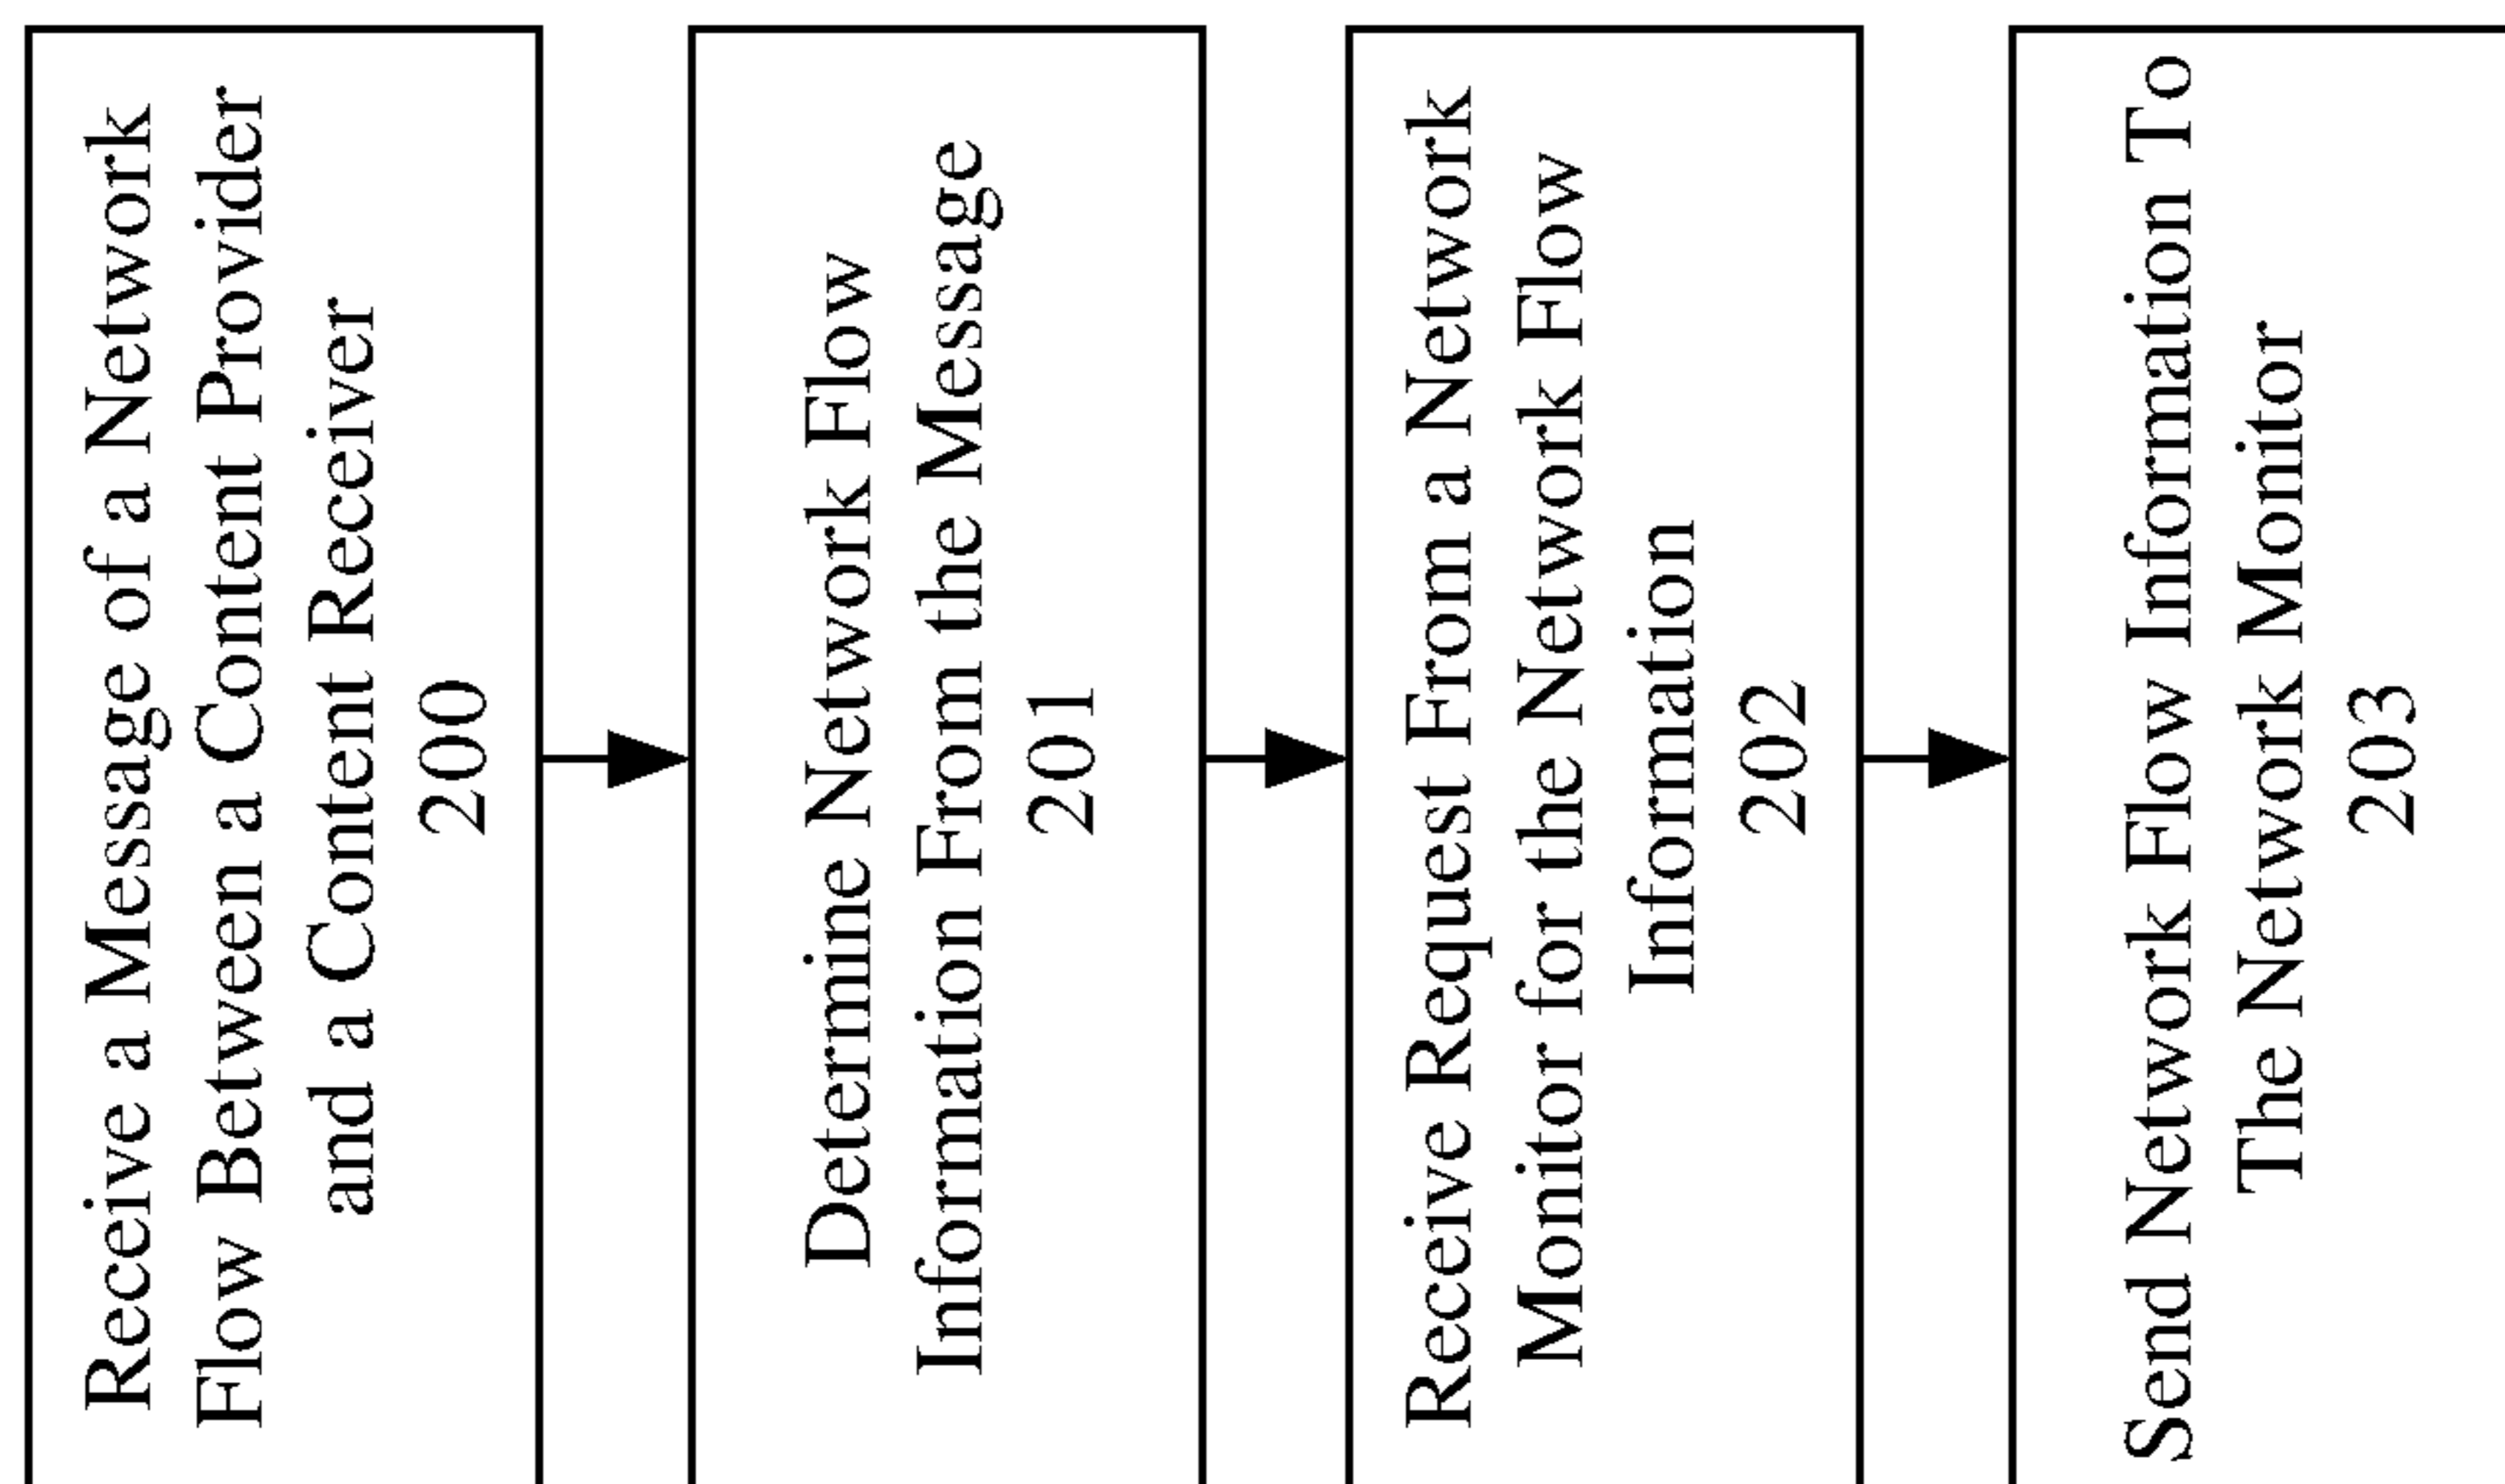 Receive a Message of a Network
Flow Between a Content Provider
and a Content Receiver
200
Determine Network Flow
Information From the Message
201
Receive Request From a Network
Monitor for the Network Flow
Information
202
Send Network Flow Information To
The Network Monitor
203